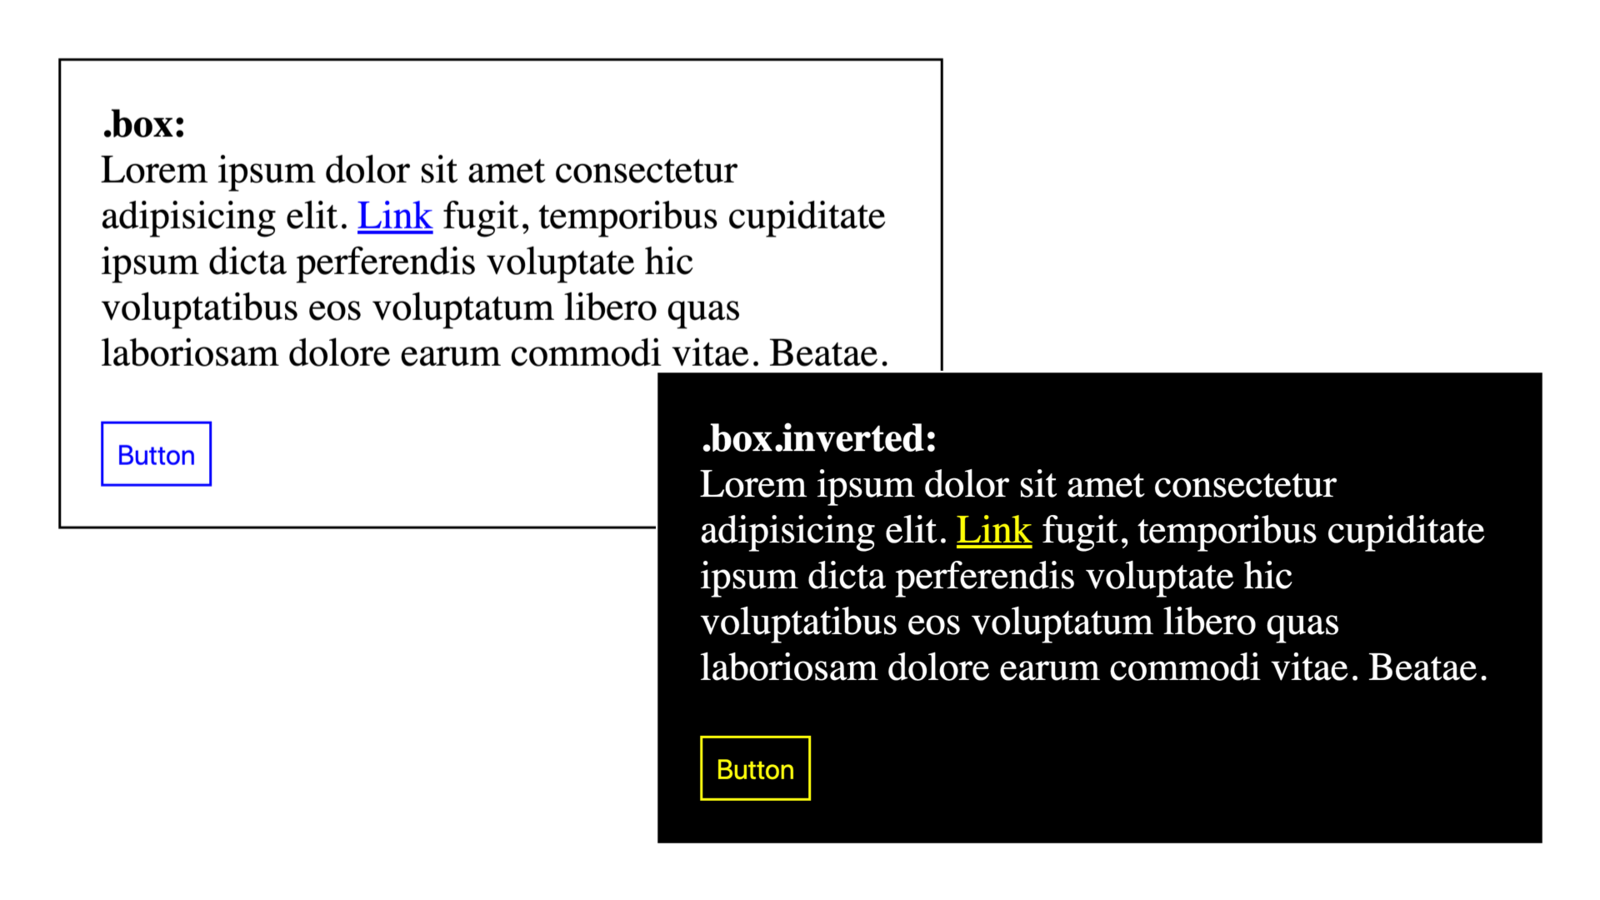 .box:
Lorem ipsum dolor sit amet consectetur
adipisicing elit. Link fugit, temporibus cupiditate
ipsum dicta perferendis voluptate hic
voluptatibus eos voluptatum libero quas
laboriosam dolore earum commodi vitae. Beatae.
Button
.box.inverted:
Lorem ipsum dolor sit amet consectetur
adipisicing elit. Link fugit, temporibus cupiditate
ipsum dicta perferendis voluptate hic
voluptatibus eos voluptatum libero quas
laboriosam dolore earum commodi vitae. Beatae.
Button